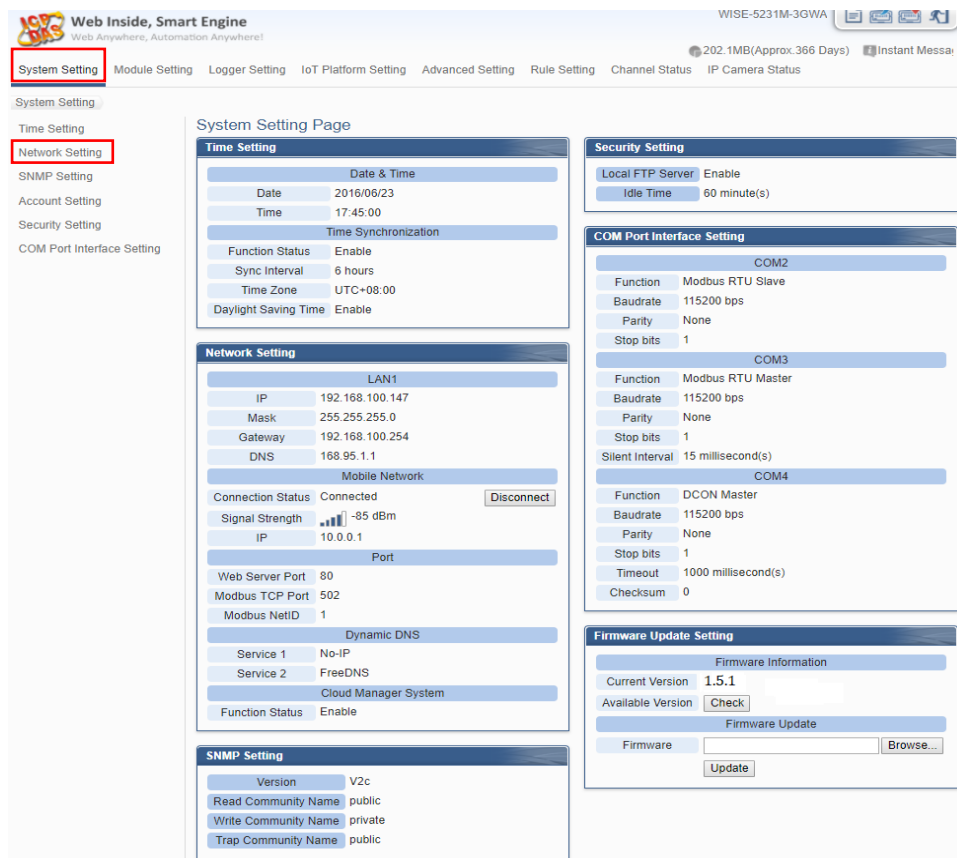 WISE-5231M-3GWA
ICP DAS
Web Inside, Smart Engine
Web Anywhere, Automation Anywhere!
202.1MB(Approx.366 Days) Instant Messa
System Setting Module Setting Logger Setting IoT Platform Setting Advanced Setting Rule Setting Channel Status IP Camera Status
System Setting
Time Setting
Network Setting
SNMP Setting
Account Setting
Security Setting
COM Port Interface Setting
System Setting Page
Time Setting
Date & Time
Date 2016/06/23
Time 17:45:00
Time Synchronization
Function Status Enable
Sync Interval 6 hours
Time Zone UTC+08:00
Daylight Saving Time Enable
Network Setting
LAN1
IP 192.168.100.147
Mask 255.255.255.0
Gateway 192.168.100.254
DNS 168.95.1.1
Mobile Network
Connection Status Connected Disconnect
Signal Strength -85 dBm
IP 10.0.0.1
Port
Web Server Port 80
Modbus TCP Port 502
Modbus NetID 1
Dynamic DNS
Service 1 No-IP
Service 2 FreeDNS
Cloud Manager System
Function Status Enable
SNMP Setting
Version V2c
Read Community Name public
Write Community Name private
Trap Community Name public
Security Setting
Local FTP Server Enable
Idle Time 60 minute(s)
COM Port Interface Setting
COM2
Function Modbus RTU Slave
Baudrate 115200 bps
Parity None
Stop bits 1
COM3
Function Modbus RTU Master
Baudrate 115200 bps
Parity None
Stop bits 1
Silent Interval 15 millisecond(s)
COM4
Function DCON Master
Baudrate 115200 bps
Parity None
Stop bits 1
Timeout 1000 millisecond(s)
Checksum 0
Firmware Update Setting
Firmware Information
Current Version 1.5.1
Available Version Check
Firmware Update
Firmware Browse...
Update